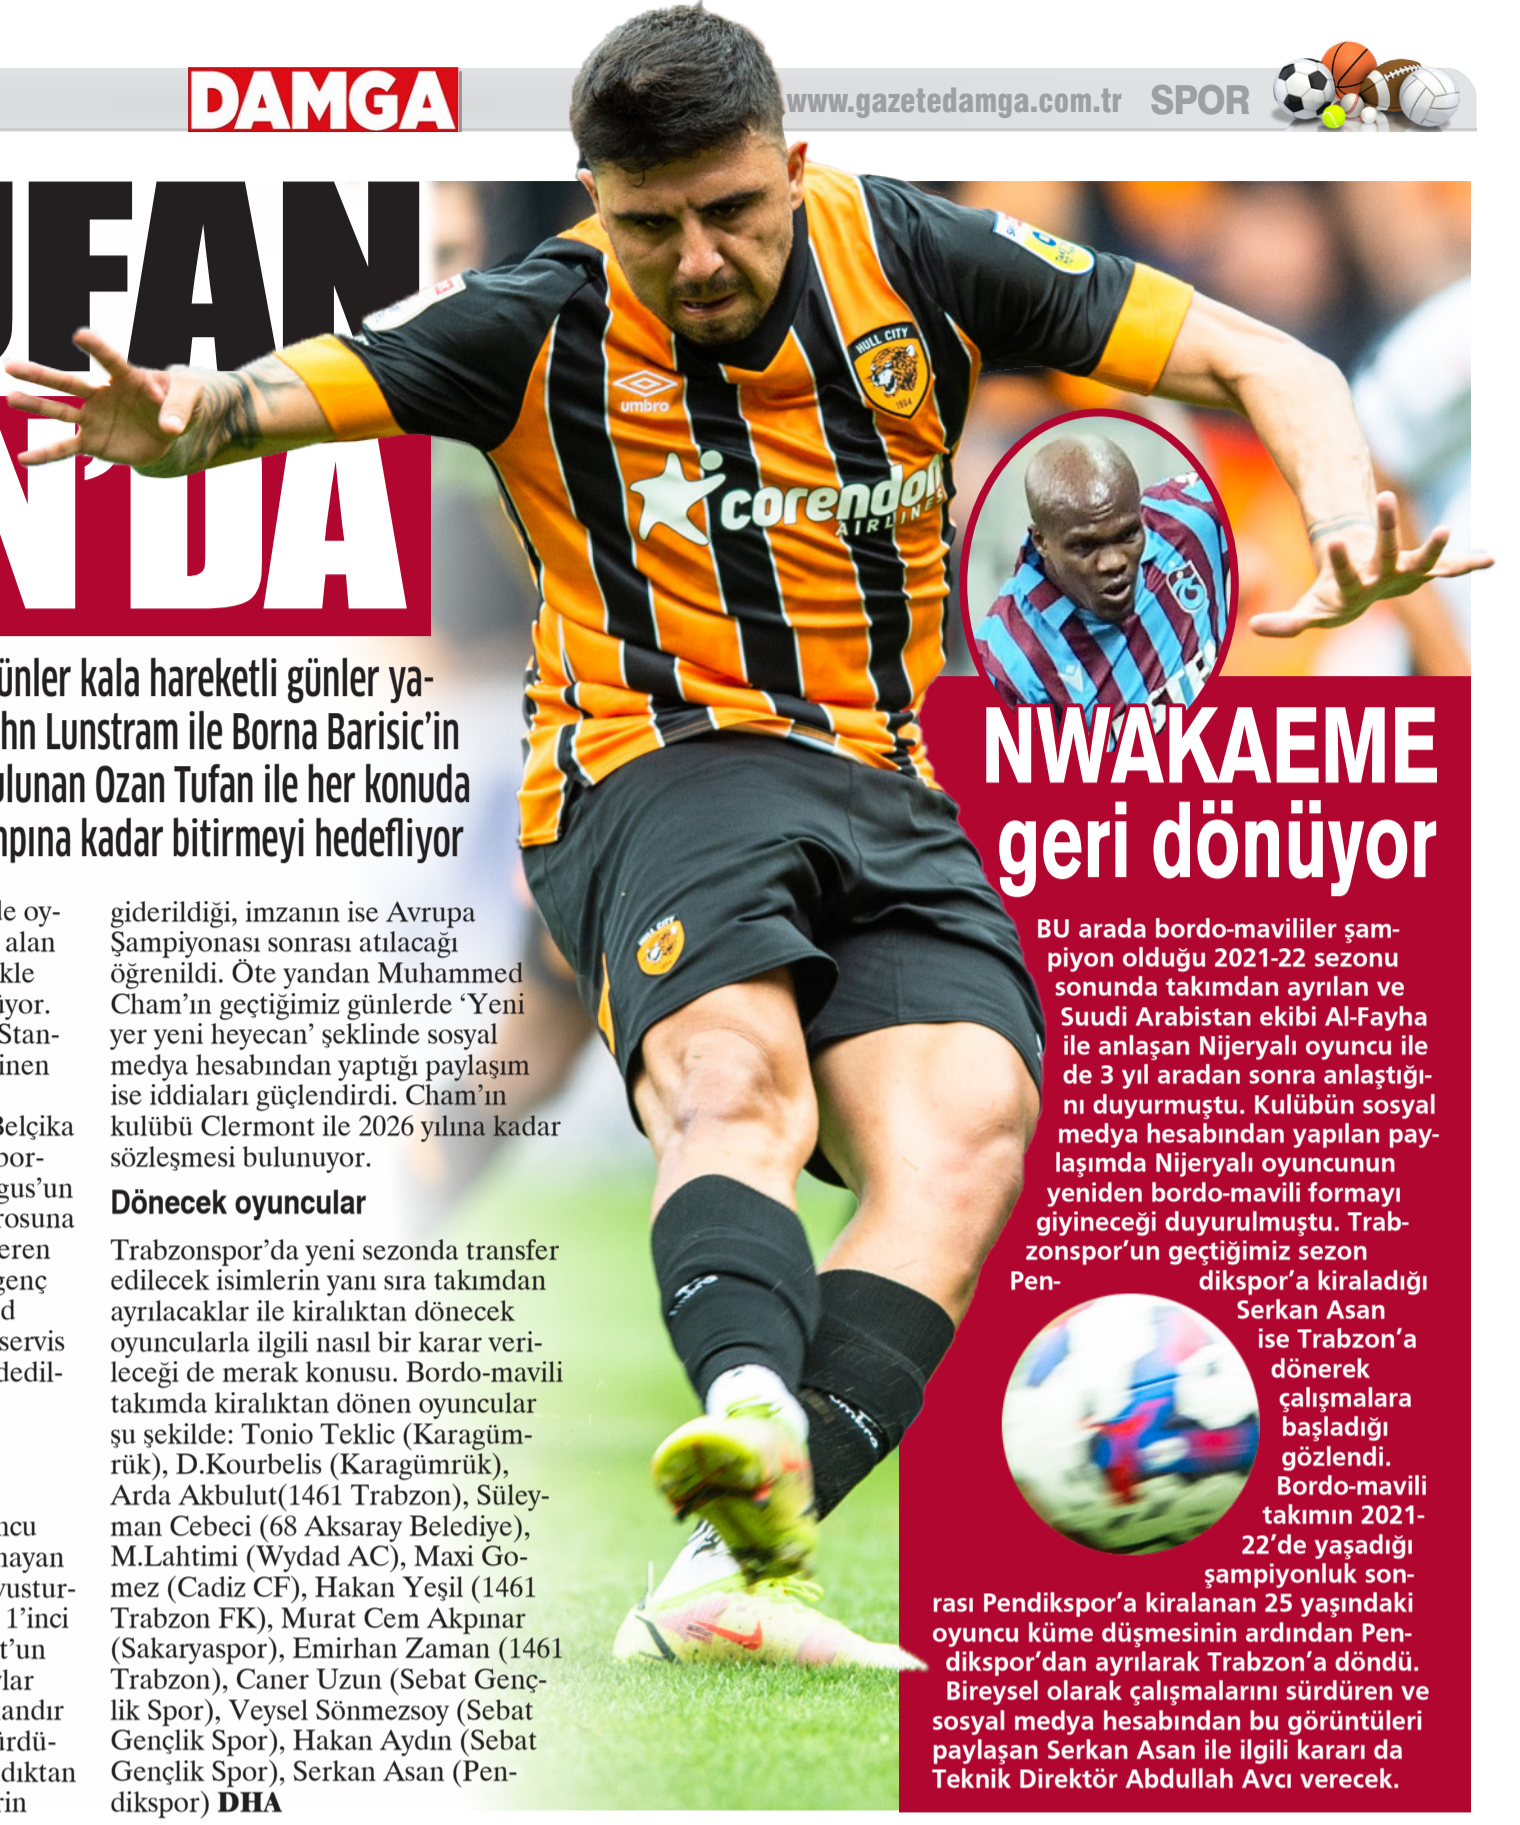 DAMGA
www.gazetedamga.com.tr SPOR
UFAN
N'DA
ünler kala hareketli günler ya-
hn Lunstram ile Borna Barisic'in
ulunan Ozan Tufan ile her konuda
pına kadar bitirmeyi hedefliyor
de oy-
alan
kle
üyor.
Stan-
inen
Belçika
por-
gus'un
rosuna
eren
genç
d
servis
dedil-
ncu
mayan
vustur-
1'inci
t'un
ylar
andır
ürdü-
dıktan
rin
giderildiği, imzanın ise Avrupa
Şampiyonası sonrası atılacağı
öğrenildi. Öte yandan Muhammed
Cham'ın geçtiğimiz günlerde 'Yeni
yer yeni heyecan' şeklinde sosyal
medya hesabından yaptığı paylaşım
ise iddiaları güçlendirdi. Cham'ın
kulübü Clermont ile 2026 yılına kadar
sözleşmesi bulunuyor.
Dönecek oyuncular
Trabzonspor'da yeni sezonda transfer
edilecek isimlerin yanı sıra takımdan
ayrılacaklar ile kiralıktan dönecek
oyuncularla ilgili nasıl bir karar veri-
leceği de merak konusu. Bordo-mavili
takımda kiralıktan dönen oyuncular
şu şekilde: Tonio Teklic (Karagüm-
rük), D.Kourbelis (Karagümrük),
Arda Akbulut(1461 Trabzon), Süley-
man Cebeci (68 Aksaray Belediye),
M.Lahtimi (Wydad AC), Maxi Go-
mez (Cadiz CF), Hakan Yeşil (1461
Trabzon FK), Murat Cem Akpınar
(Sakaryaspor), Emirhan Zaman (1461
Trabzon), Caner Uzun (Sebat Genç-
lik Spor), Veysel Sönmezsoy (Sebat
Gençlik Spor), Hakan Aydın (Sebat
Gençlik Spor), Serkan Asan (Pen-
dikspor) DHA
HULL CITY
1904
umbro
corendon
AIRLINES
HULL CITY
umbro
NWAKAEME
geri dönüyor
BU arada bordo-mavililer şam-
piyon olduğu 2021-22 sezonu
sonunda takımdan ayrılan ve
Suudi Arabistan ekibi Al-Fayha
ile anlaşan Nijeryalı oyuncu ile
de 3 yıl aradan sonra anlaştığı-
nı duyurmuştu. Kulübün sosyal
medya hesabından yapılan pay-
laşımda Nijeryalı oyuncunun
yeniden bordo-mavili formayı
giyineceği duyurulmuştu. Trab-
zonspor'un geçtiğimiz sezon
Pen- dikspor'a kiraladığı
Serkan Asan
ise Trabzon'a
dönerek
çalışmalara
başladığı
gözlendi.
Bordo-mavili
takımın 2021-
22'de yaşadığı
şampiyonluk son-
rası Pendikspor'a kiralanan 25 yaşındaki
oyuncu küme düşmesinin ardından Pen-
dikspor'dan ayrılarak Trabzon'a döndü.
Bireysel olarak çalışmalarını sürdüren ve
sosyal medya hesabından bu görüntüleri
paylaşan Serkan Asan ile ilgili kararı da
Teknik Direktör Abdullah Avcı verecek.